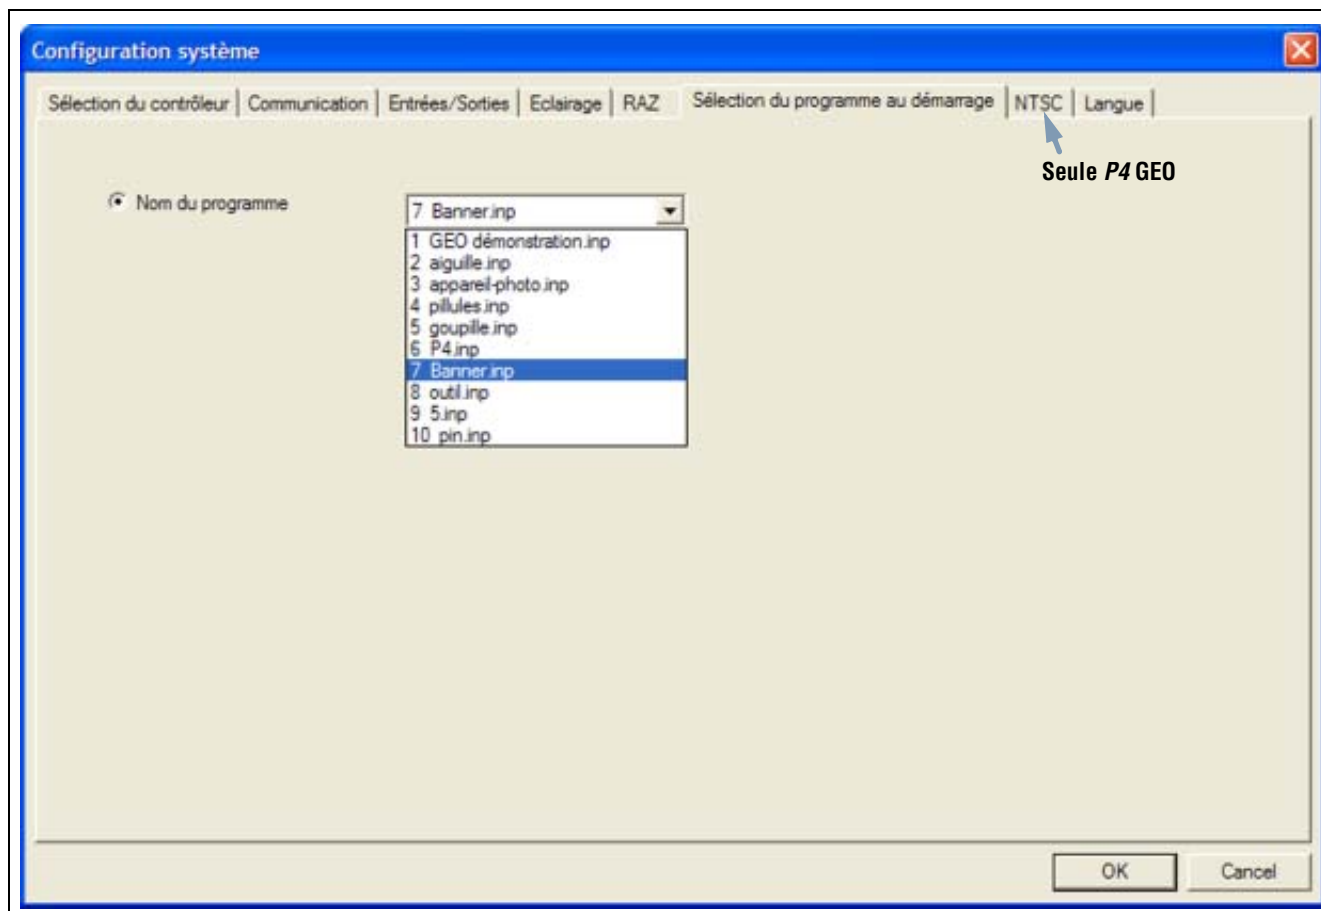 Configuration système
Sélection du contrôleur Communication Entrées/Sorties Eclairage RAZ Sélection du programme au démarrage NTSC Langue
Seule P4 GEO
Nom du programme
7 Banner.inp
1 GEO démonstration.inp
2 aiguille.inp
3 appareil-photo.inp
4 pillules.inp
5 goupille.inp
6 P4.inp
7 Banner.inp
8 outil.inp
9 5.inp
10 pin.inp
OK Cancel